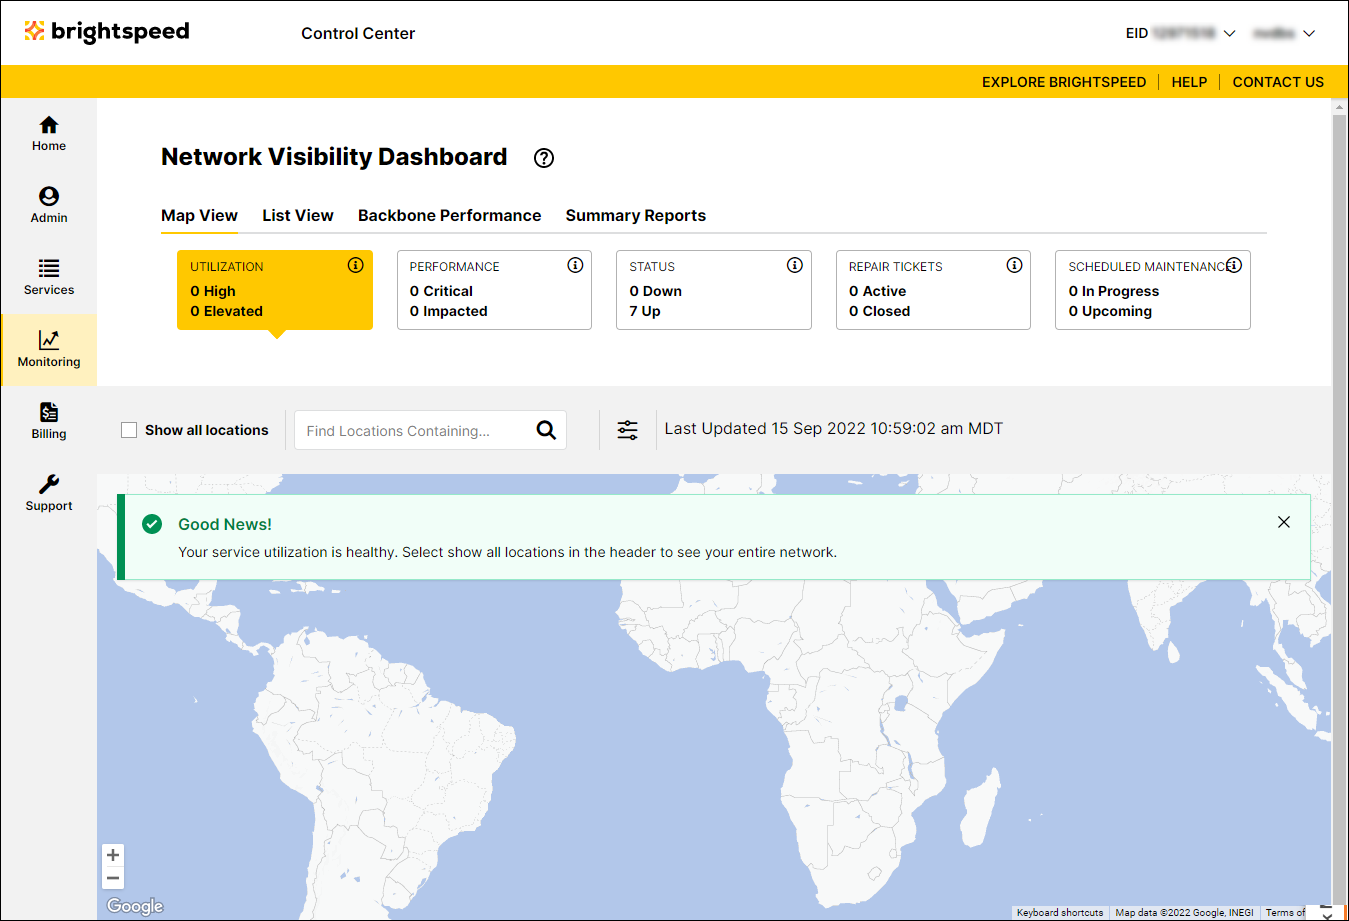 brightspeed
Control Center
EID
EXPLORE BRIGHTSPEED
HELP
CONTACT US
Home
Admin
Services
Monitoring
Billing
Support
Network Visibility Dashboard
Map View
List View
Backbone Performance
Summary Reports
UTILIZATION
0 High
0 Elevated
PERFORMANCE
0 Critical
0 Impacted
STATUS
0 Down
7 Up
REPAIR TICKETS
0 Active
0 Closed
SCHEDULED MAINTENANCE
0 In Progress
0 Upcoming
Show all locations
Find Locations Containing...
Last Updated 15 Sep 2022 10:59:02 am MDT
Good News!
Your service utilization is healthy. Select show all locations in the header to see your entire network.
Google
Keyboard shortcuts
Map data ©2022 Google, INEGI
Terms of